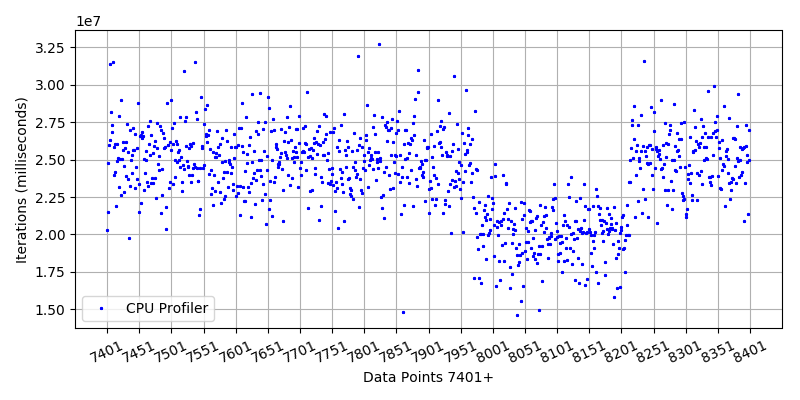 1e7
3.25
3.00
2.75
2.50
2.25
2.00
1.75
1.50
Iterations (milliseconds)
CPU Profiler
7401 7451 7501 7551 7601 7651 7701 7751 7801 7851 7901 7951 8001 8051 8101 8151 8201 8251 8301 8351 8401
Data Points 7401+